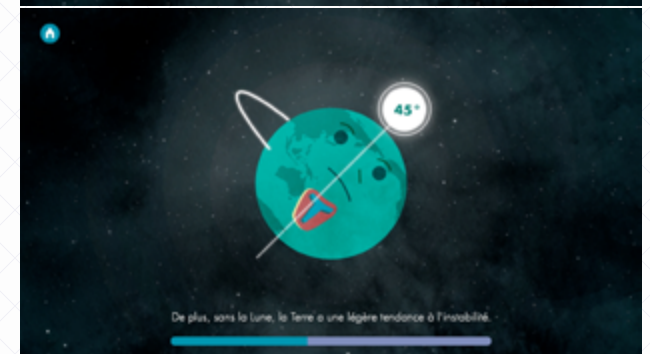 45°
De plus, sans la Lune, la Terre a une légère tendance à l'instabilité.